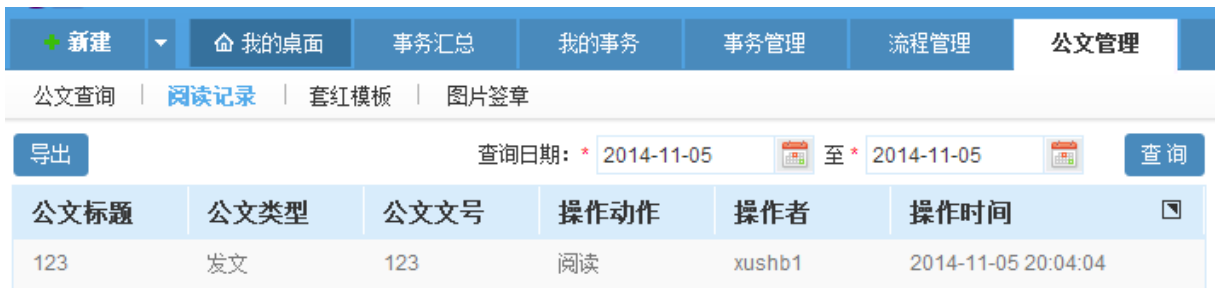 新建 我的桌面 事务汇总 我的事务 事务管理 流程管理 公文管理
公文查询 阅读记录 套红模板 图片签章
导出 查询日期: * 2014-11-05 至 * 2014-11-05 查询
公文标题 公文类型 公文文号 操作动作 操作者 操作时间
123 发文 123 阅读 xushb1 2014-11-05 20:04:04